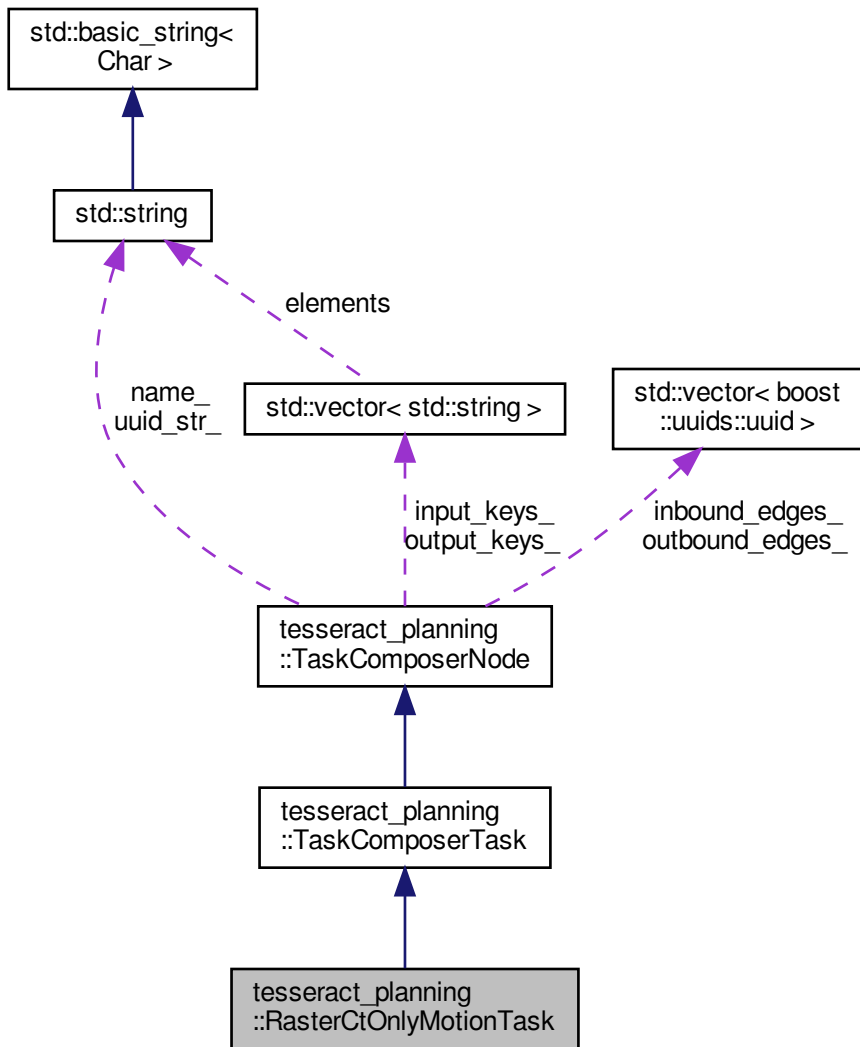 std::basic_string<
Char >
std::string
elements
name_
uuid_str_
std::vector< std::string >
std::vector< boost
::uuids::uuid >
input_keys_
output_keys_
inbound_edges_
outbound_edges_
tesseract_planning
::TaskComposerNode
tesseract_planning
::TaskComposerTask
tesseract_planning
::RasterCtOnlyMotionTask